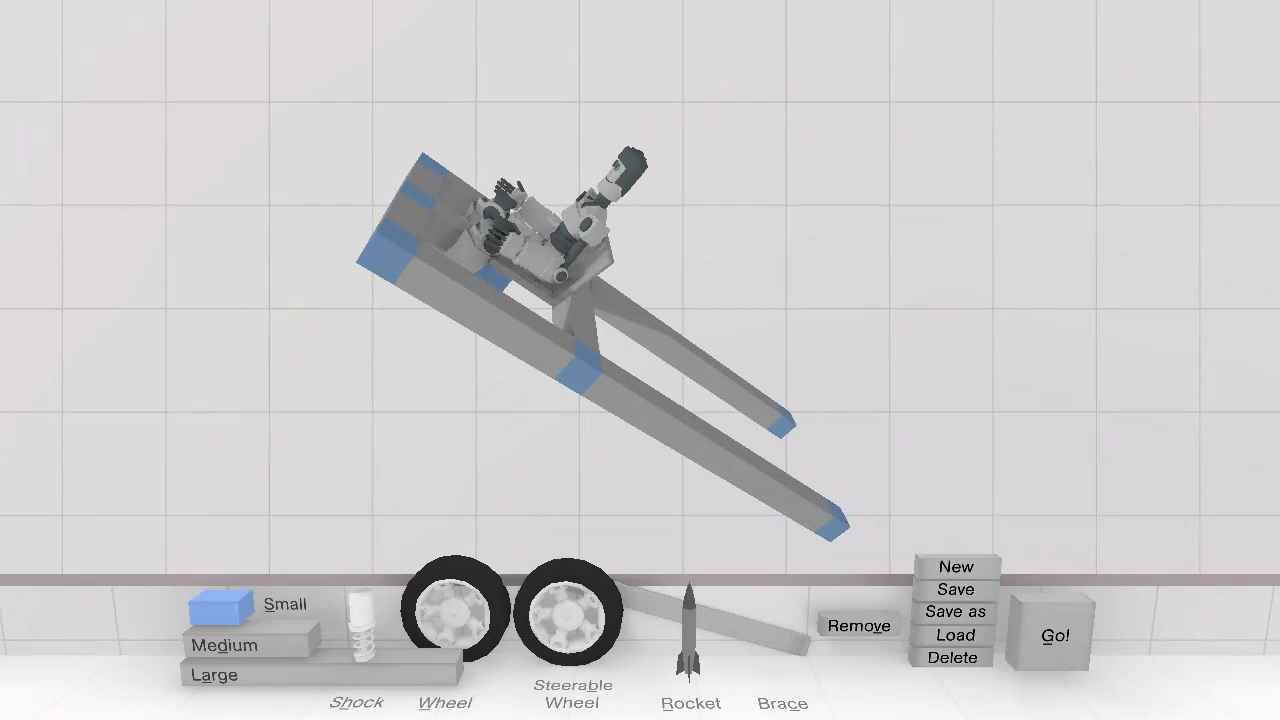 Small
Medium
Large
Shock
Wheel
Steerable
Wheel
Rocket
Brace
Remove
New
Save
Save as
Load
Delete
Go!